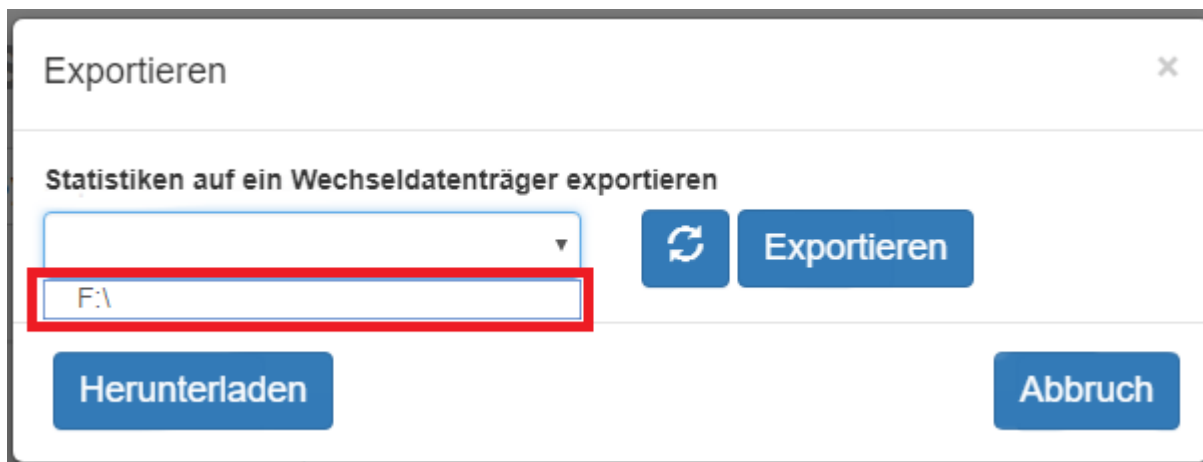 Exportieren ×
Statistiken auf ein Wechseldatenträger exportieren
Exportieren
F:\
Herunterladen Abbruch